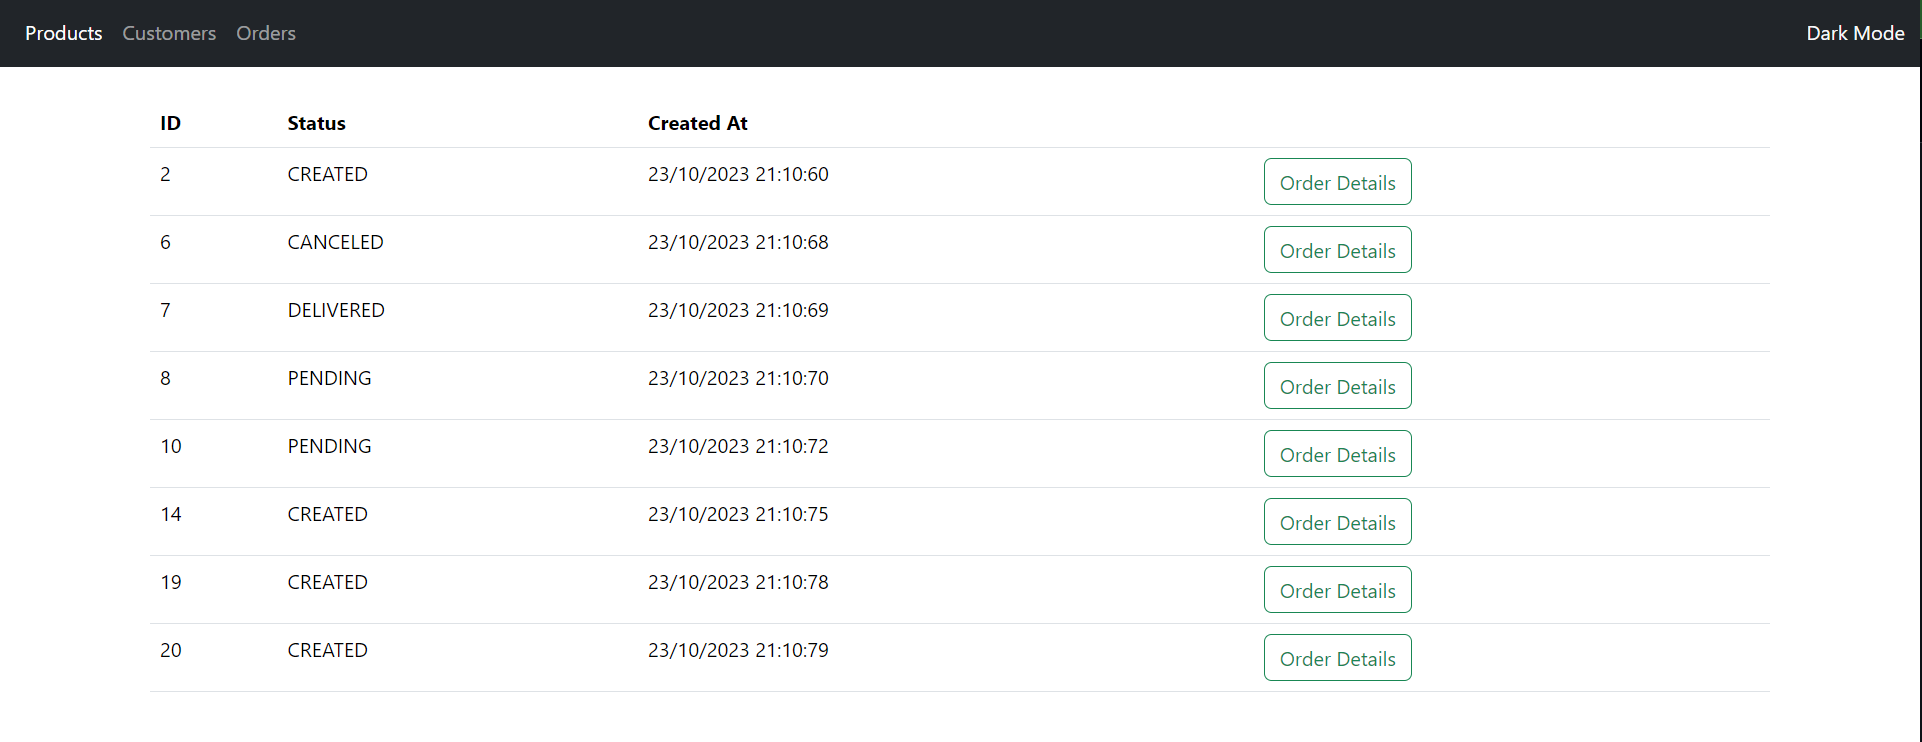 Products Customers Orders Dark Mode
ID Status Created At
2 CREATED 23/10/2023 21:10:60 Order Details
6 CANCELED 23/10/2023 21:10:68 Order Details
7 DELIVERED 23/10/2023 21:10:69 Order Details
8 PENDING 23/10/2023 21:10:70 Order Details
10 PENDING 23/10/2023 21:10:72 Order Details
14 CREATED 23/10/2023 21:10:75 Order Details
19 CREATED 23/10/2023 21:10:78 Order Details
20 CREATED 23/10/2023 21:10:79 Order Details